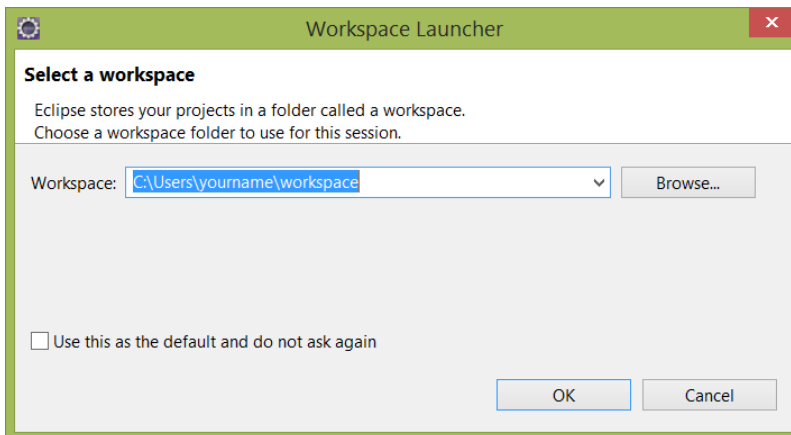 Workspace Launcher
Select a workspace
Eclipse stores your projects in a folder called a workspace.
Choose a workspace folder to use for this session.
Workspace: C:\Users\yourname\workspace Browse...
Use this as the default and do not ask again
OK Cancel